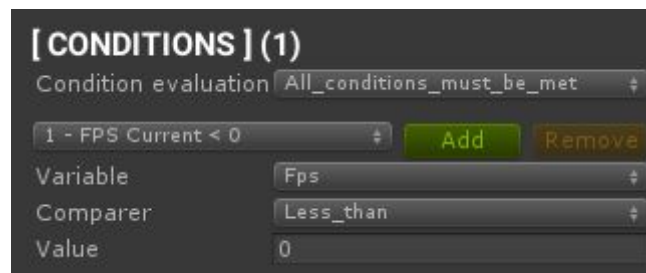 [ CONDITIONS ] (1)
Condition evaluation All_conditions_must_be_met
1 - FPS Current < 0 Add Remove
Variable Fps
Comparer Less_than
Value 0